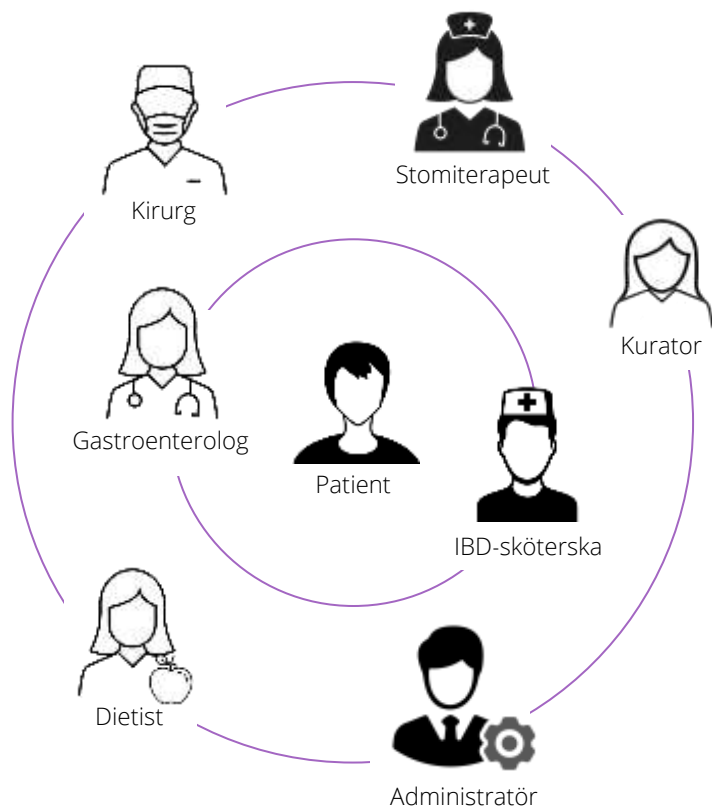 Stomiterapeut
Kirurg
Kurator
Gastroenterolog
Patient
IBD-sköterska
Dietist
Administratör